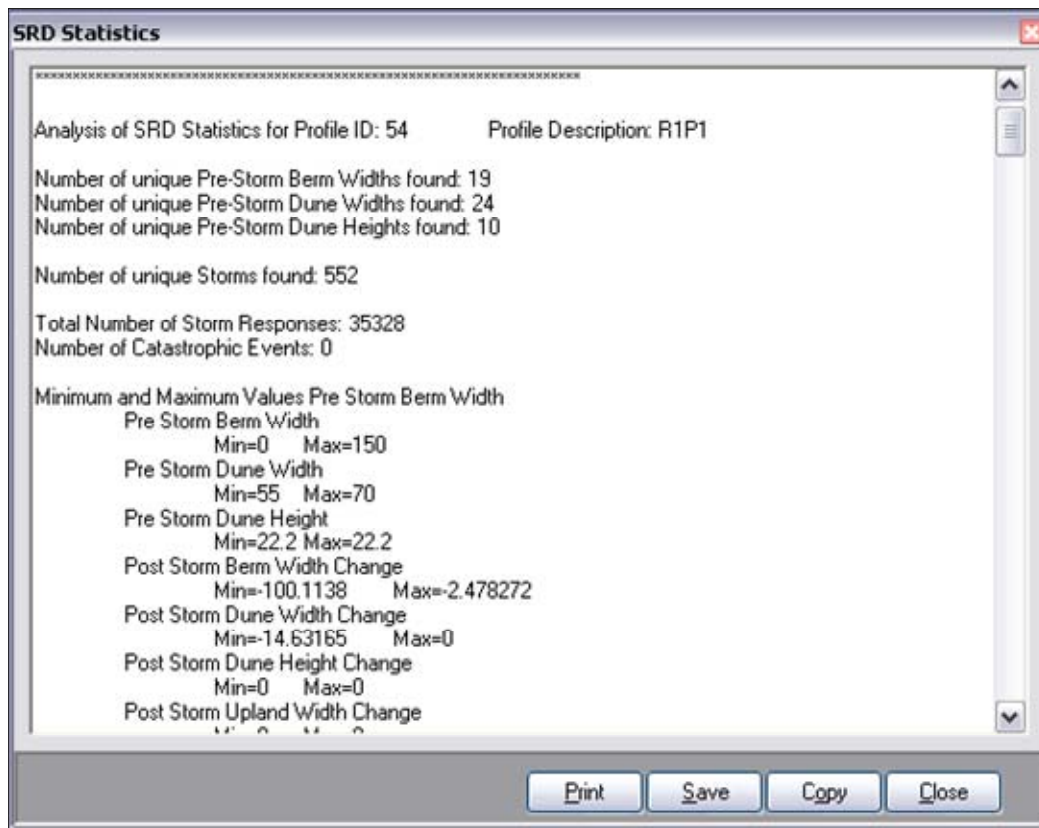 SRD Statistics
Analysis of SRD Statistics for Profile ID: 54 Profile Description: R1P1
Number of unique Pre-Storm Berm Widths found: 19
Number of unique Pre-Storm Dune Widths found: 24
Number of unique Pre-Storm Dune Heights found: 10
Number of unique Storms found: 552
Total Number of Storm Responses: 35328
Number of Catastrophic Events: 0
Minimum and Maximum Values Pre Storm Berm Width
Pre Storm Berm Width
Min=0 Max=150
Pre Storm Dune Width
Min=55 Max=70
Pre Storm Dune Height
Min=22.2 Max=22.2
Post Storm Berm Width Change
Min=-100.1138 Max=-2.478272
Post Storm Dune Width Change
Min=-14.63165 Max=0
Post Storm Dune Height Change
Min=0 Max=0
Post Storm Upland Width Change
Print Save Copy Close